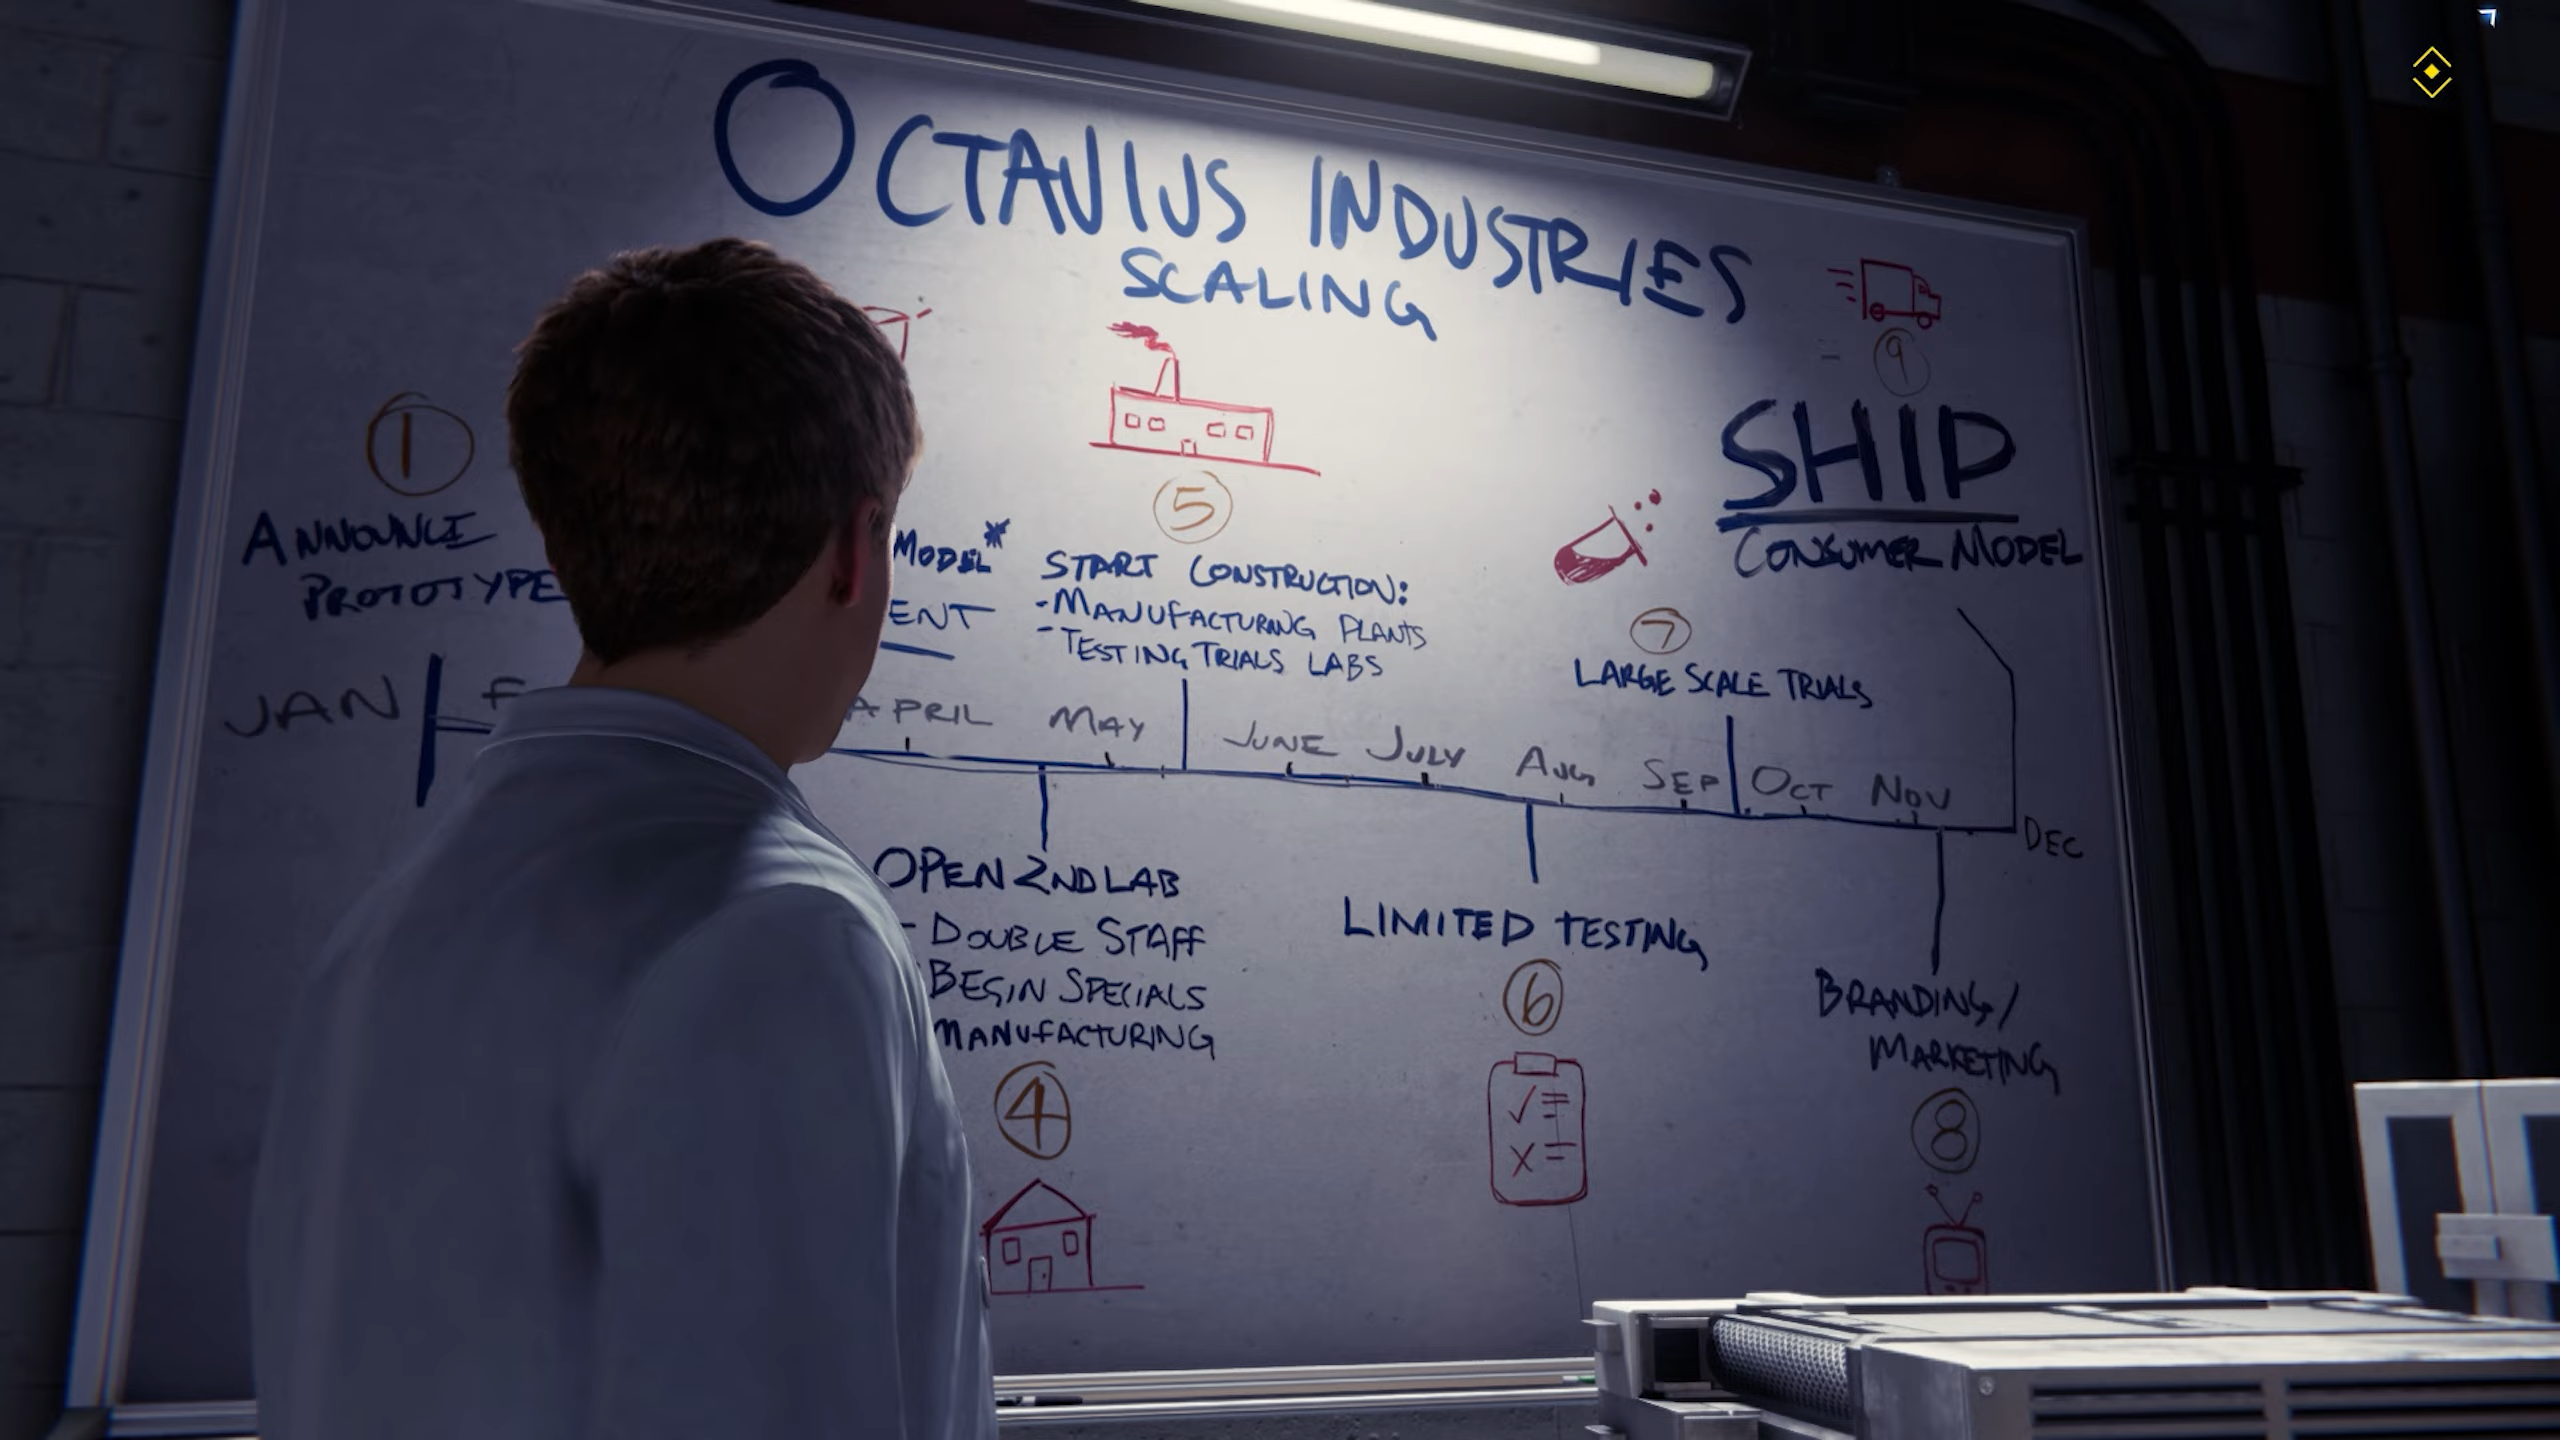 OCTAVIUS INDUSTRIES
SCALING
1
ANNOUNCE
PROTOTYPE
MODEL*
ENT
5
START CONSTRUCTION:
- MANUFACTURING PLANTS
- TESTING TRIALS LABS
7
LARGE SCALE TRIALS
9
SHIP
CONSUMER MODEL
JAN F APRIL MAY JUNE JULY AUG SEP OCT NOV DEC
OPEN 2ND LAB
- DOUBLE STAFF
BEGIN SPECIALS
MANUFACTURING
4
LIMITED TESTING
6
BRANDING/
MARKETING
8